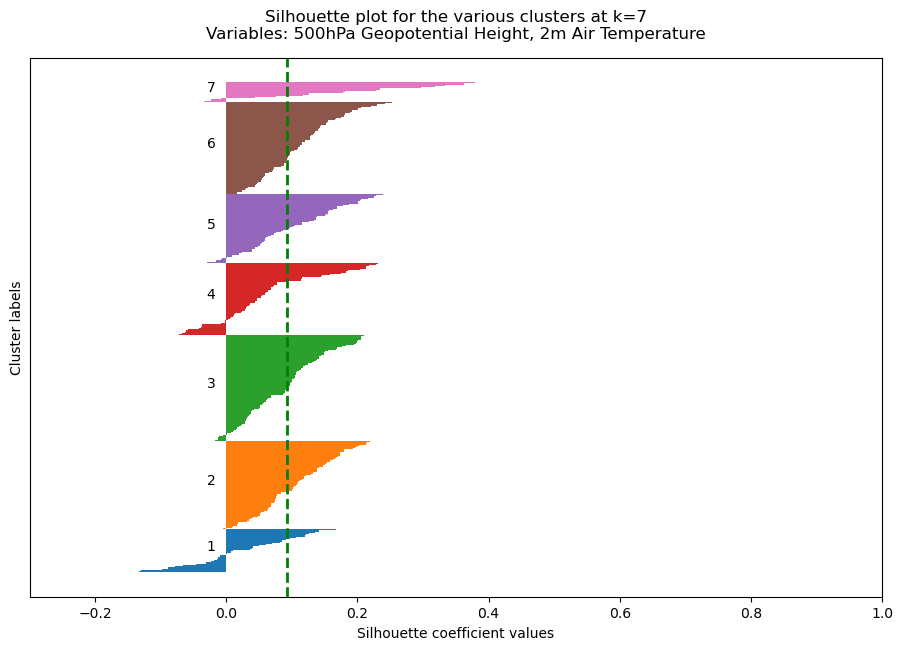 Silhouette plot for the various clusters at k=7
Variables: 500hPa Geopotential Height, 2m Air Temperature
Cluster labels
7
6
5
4
3
2
1
−0.2 0.0 0.2 0.4 0.6 0.8 1.0
Silhouette coefficient values